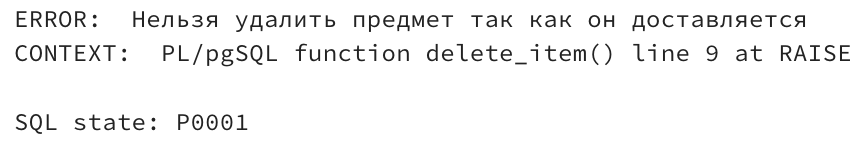 ERROR:  Нельзя удалить предмет так как он доставляется
CONTEXT:  PL/pgSQL function delete_item() line 9 at RAISE
SQL state: P0001